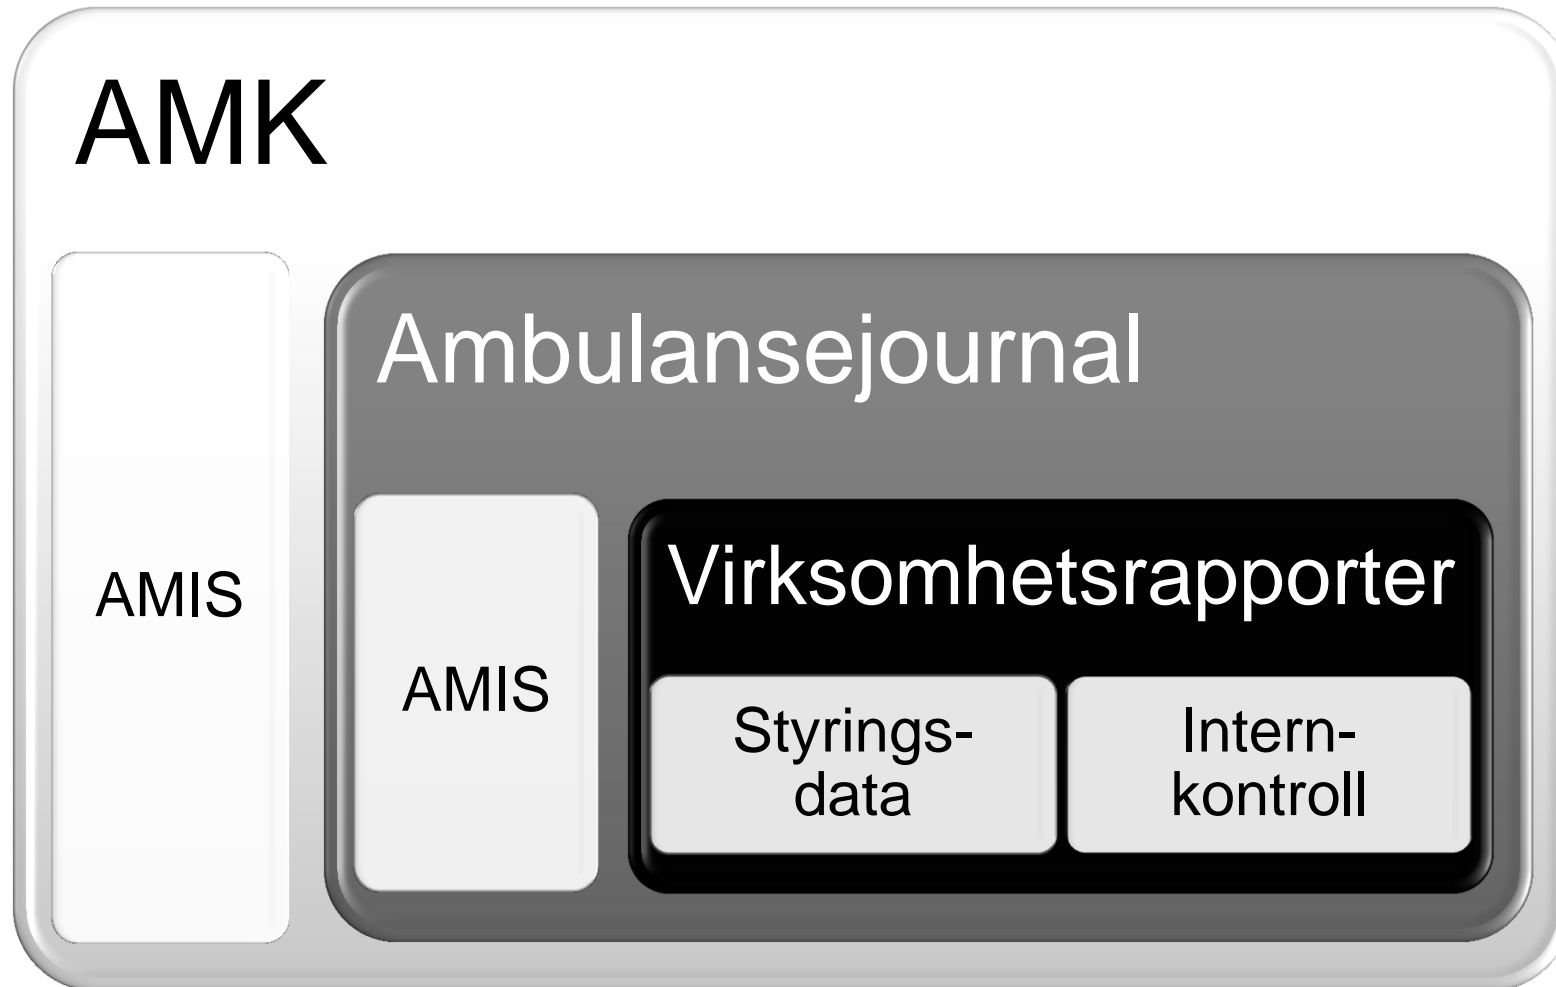 AMK
AMIS
Ambulansejournal
AMIS
Virksomhetsrapporter
Styrings-
data
Intern-
kontroll